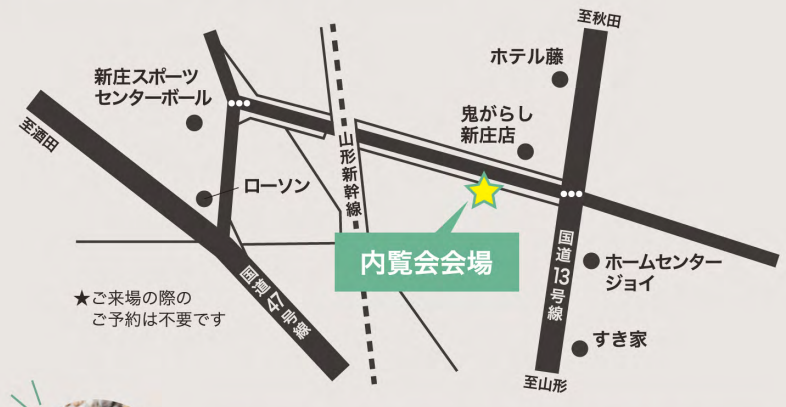 至秋田
ホテル藤
新庄スポーツ
センターボール
鬼がらし
新庄店
至酒田
山形新幹線
ローソン
内覧会会場
国道13号線
ホームセンター
ジョイ
国道47号線
★ご来場の際の
ご予約は不要です
すき家
至山形